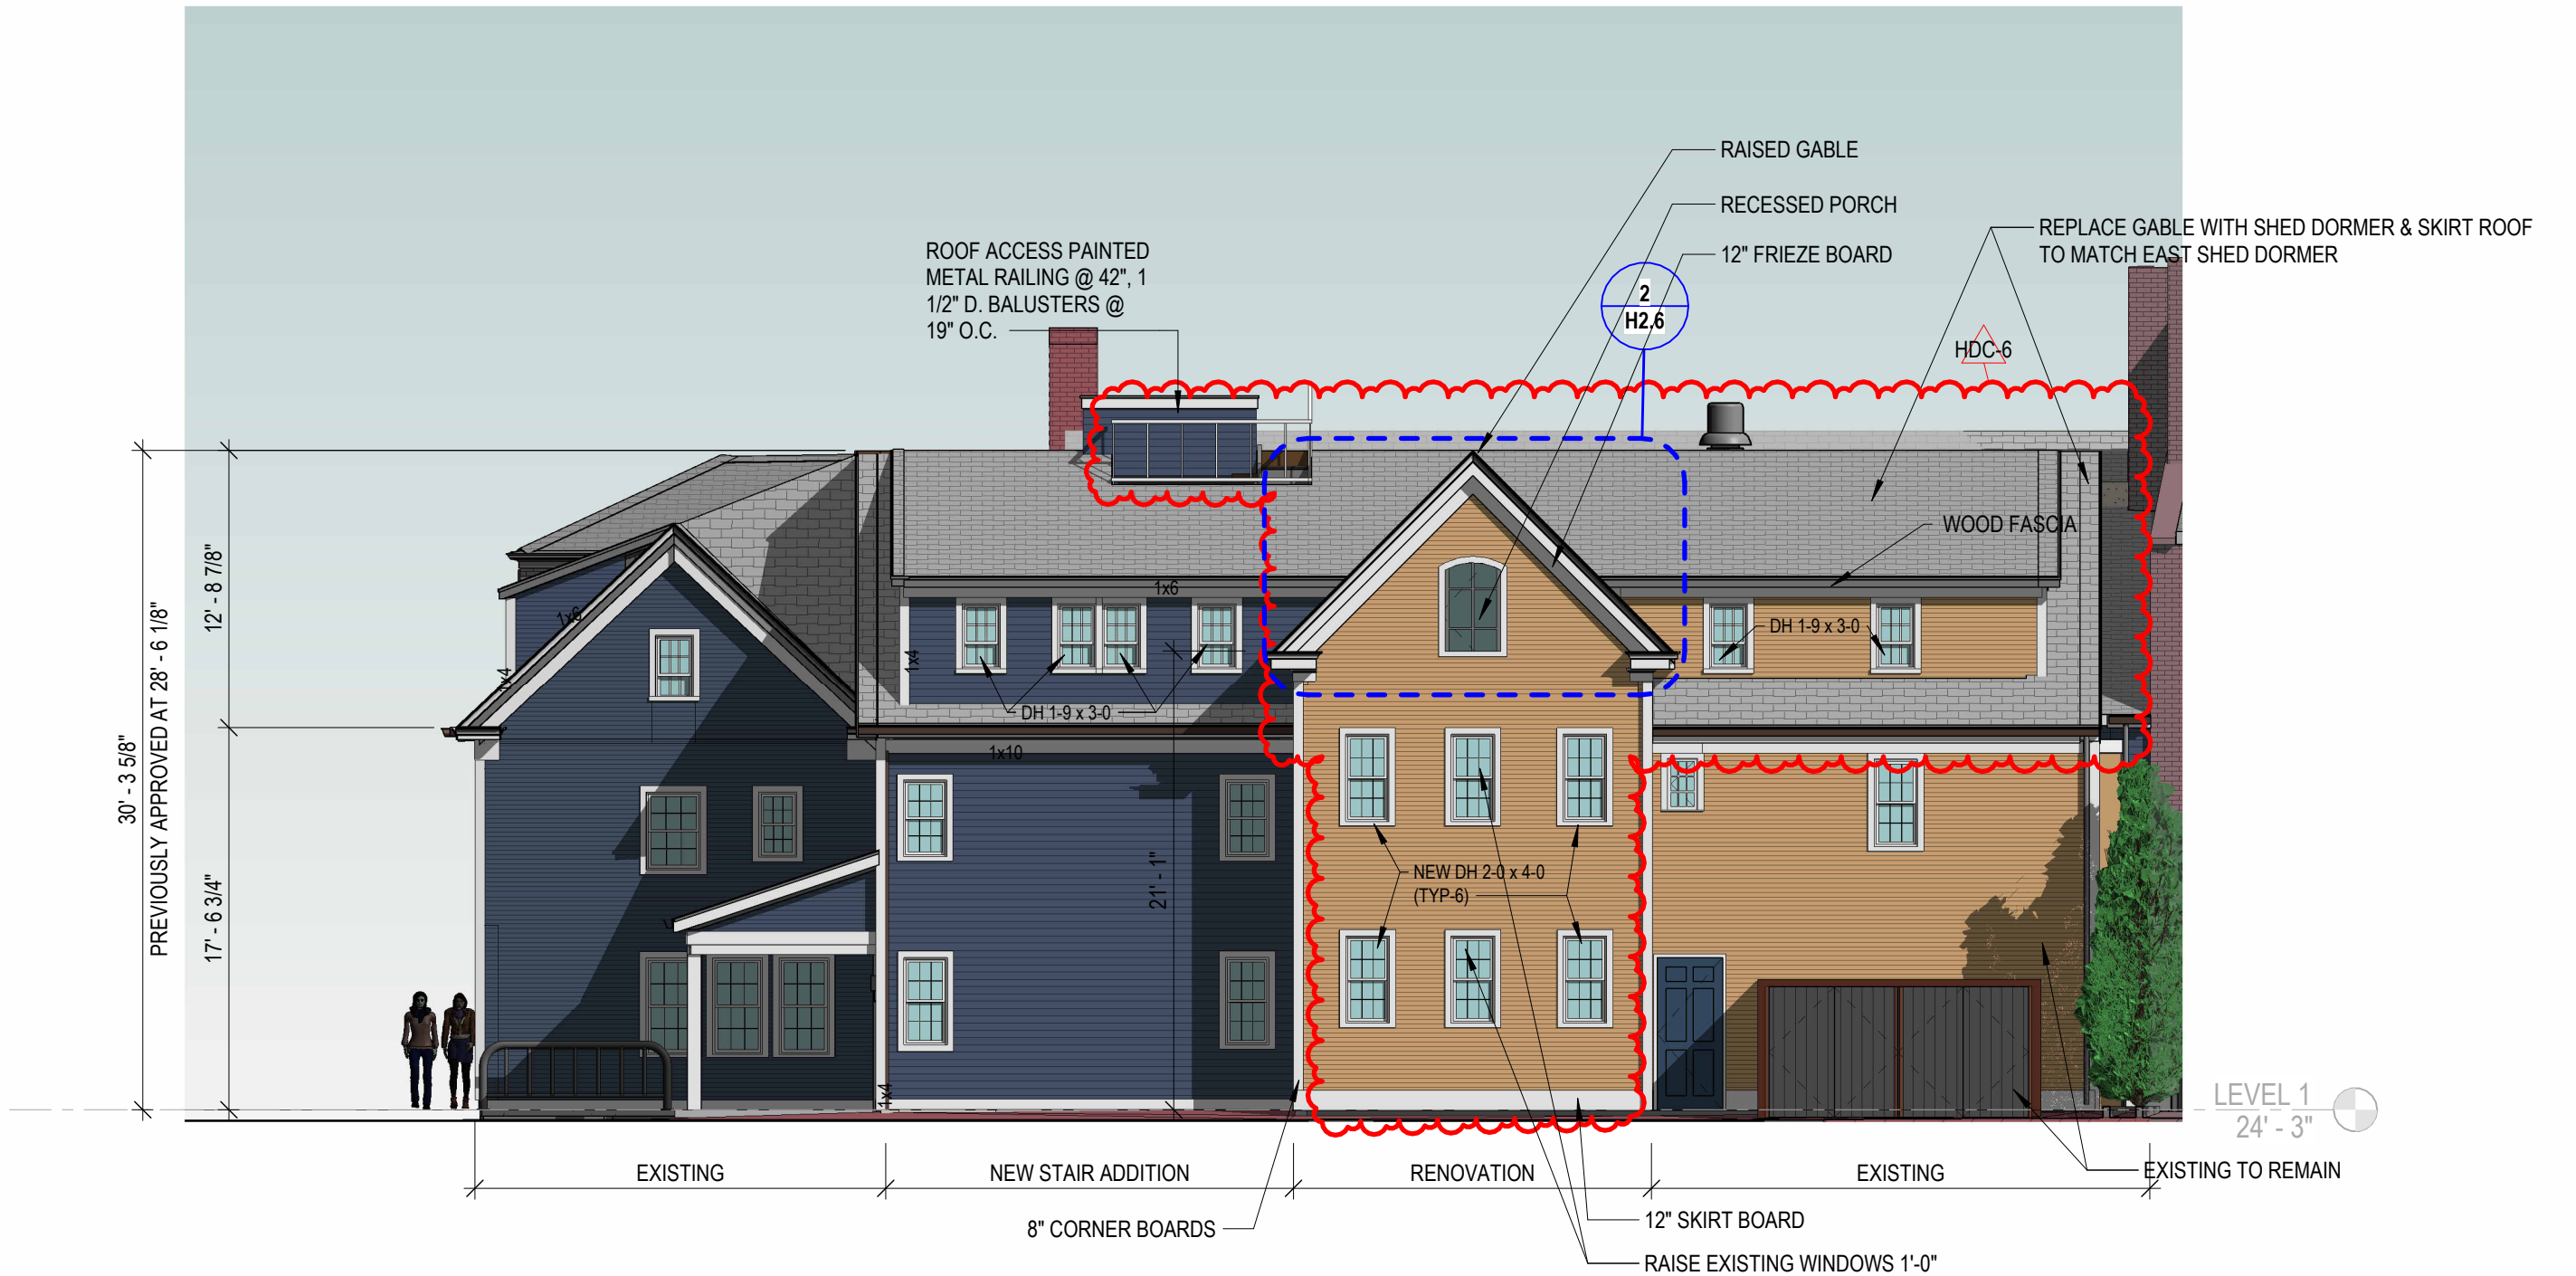 RAISED GABLE
RECESSED PORCH
12" FRIEZE BOARD
REPLACE GABLE WITH SHED DORMER & SKIRT ROOF
TO MATCH EAST SHED DORMER
ROOF ACCESS PAINTED
METAL RAILING @ 42", 1
1/2" D. BALUSTERS @
19" O.C.
2
H2.6
HDC-6
WOOD FASCIA
30' - 3 5/8"
PREVIOUSLY APPROVED AT 28' - 6 1/8"
12' - 8 7/8"
17' - 6 3/4"
1x6
1x4
1x6
1x4
DH 1-9 x 3-0
DH 1-9 x 3-0
1x10
21' - 1"
NEW DH 2-0 x 4-0
(TYP-6)
1x4
LEVEL 1
24' - 3"
EXISTING
NEW STAIR ADDITION
RENOVATION
EXISTING
EXISTING TO REMAIN
8" CORNER BOARDS
12" SKIRT BOARD
RAISE EXISTING WINDOWS 1'-0"